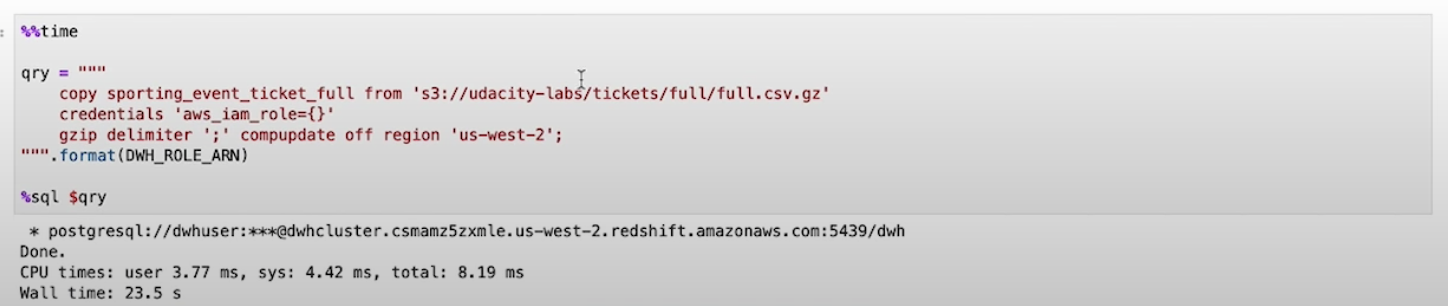 %%time
qry = """
copy sporting_event_ticket_full from 's3://udacity-labs/tickets/full/full.csv.gz'
credentials 'aws_iam_role={}'
gzip delimiter ';' compupdate off region 'us-west-2';
""".format(DWH_ROLE_ARN)
%sql $qry
* postgresql://dwhuser:***@dwhcluster.csmamz5zxmle.us-west-2.redshift.amazonaws.com:5439/dwh
Done.
CPU times: user 3.77 ms, sys: 4.42 ms, total: 8.19 ms
Wall time: 23.5 s